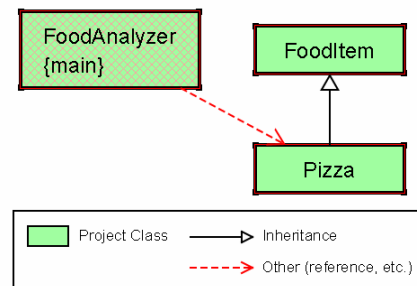 FoodAnalyzer
{main}
FoodItem
Pizza
Project Class
Inheritance
Other (reference, etc.)